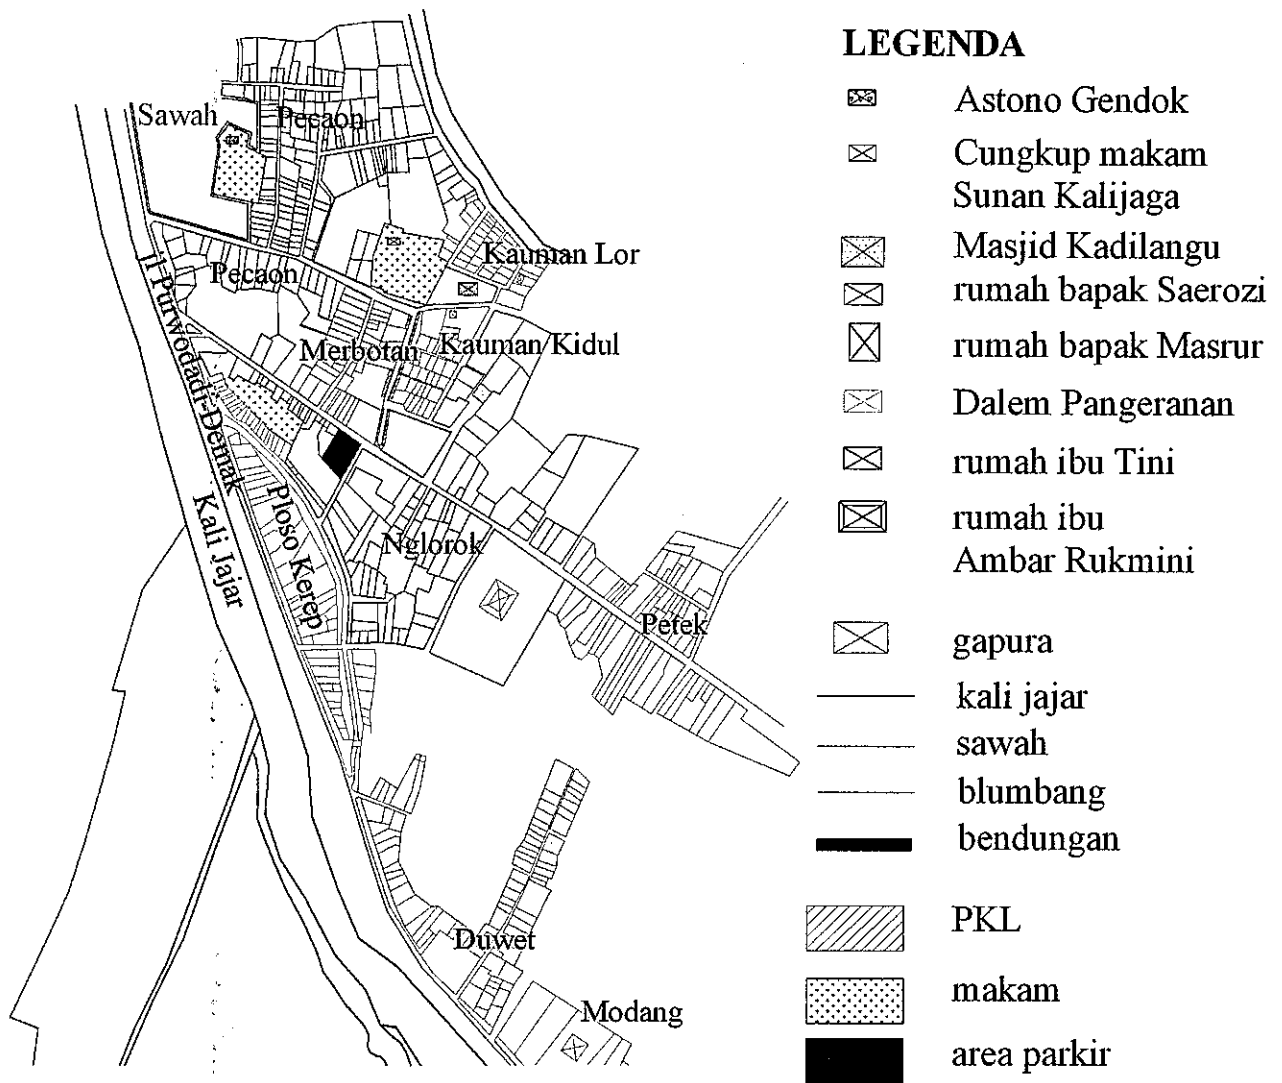 LEGENDA
Astono Gendok
Cungkup makam
Sunan Kalijaga
Masjid Kadilangu
rumah bapak Saerozi
rumah bapak Masrur
Dalem Pangeranan
rumah ibu Tini
rumah ibu
Ambar Rukmini
gapura
kali jajar
sawah
blumbang
bendungan
PKL
makam
area parkir
Sawah
Pecaon
Kauman Lor
Pecaon
Merbotan
Kauman Kidul
jl Purwodadi-Demak
Kali Jajar
Ploso Kerep
Nglorok
Petek
Duwet
Modang